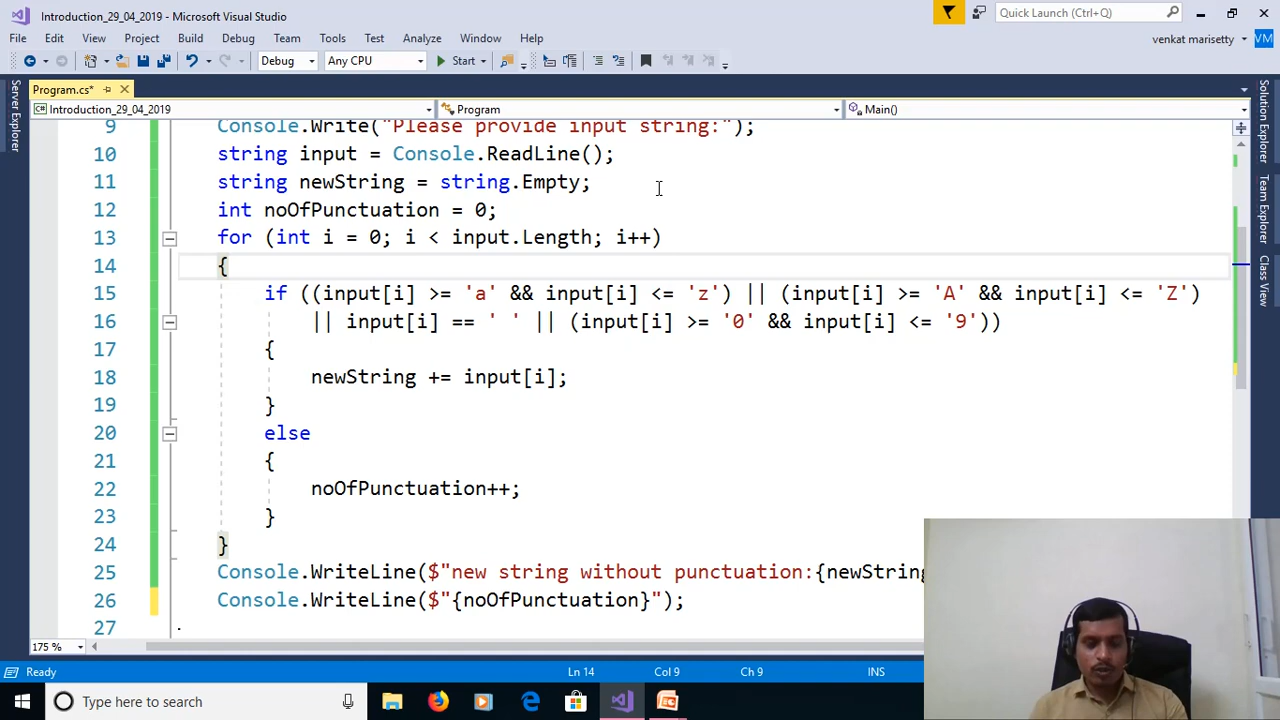 Introduction_29_04_2019 - Microsoft Visual Studio
Quick Launch (Ctrl+Q)
File Edit View Project Build Debug Team Tools Test Analyze Window Help
venkat marisetty VM
Debug Any CPU Start
Program.cs*
Introduction_29_04_2019 Program Main()
Server Explorer
Solution Explorer
Team Explorer
Class View
9 Console.Write("Please provide input string:");
10 string input = Console.ReadLine();
11 string newString = string.Empty;
12 int noOfPunctuation = 0;
13 for (int i = 0; i < input.Length; i++)
14 {
15 if ((input[i] >= 'a' && input[i] <= 'z') || (input[i] >= 'A' && input[i] <= 'Z')
16 || input[i] == ' ' || (input[i] >= '0' && input[i] <= '9'))
17 {
18 newString += input[i];
19 }
20 else
21 {
22 noOfPunctuation++;
23 }
24 }
25 Console.WriteLine($"new string without punctuation:{newString
26 Console.WriteLine($"{noOfPunctuation}");
27
175 %
Ready Ln 14 Col 9 Ch 9 INS
Type here to search